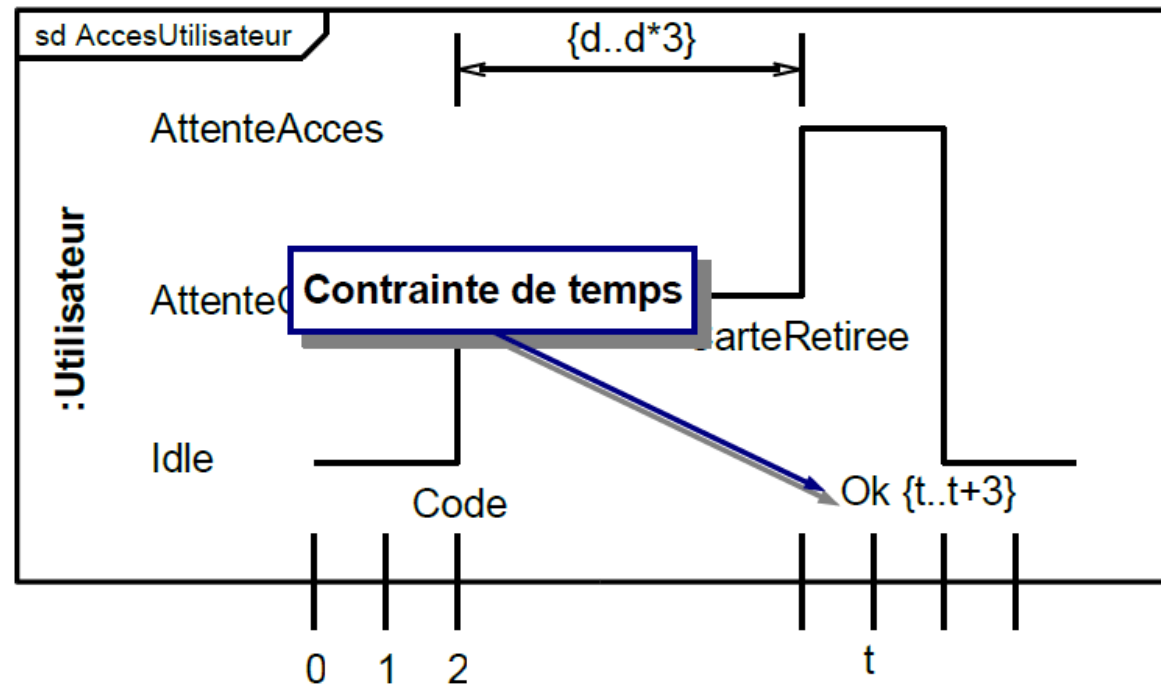 sd AccesUtilisateur
{d..d*3}
AttenteAcces
:Utilisateur
Contrainte de temps
Idle
Code
Ok {t..t+3}
0 1 2 t